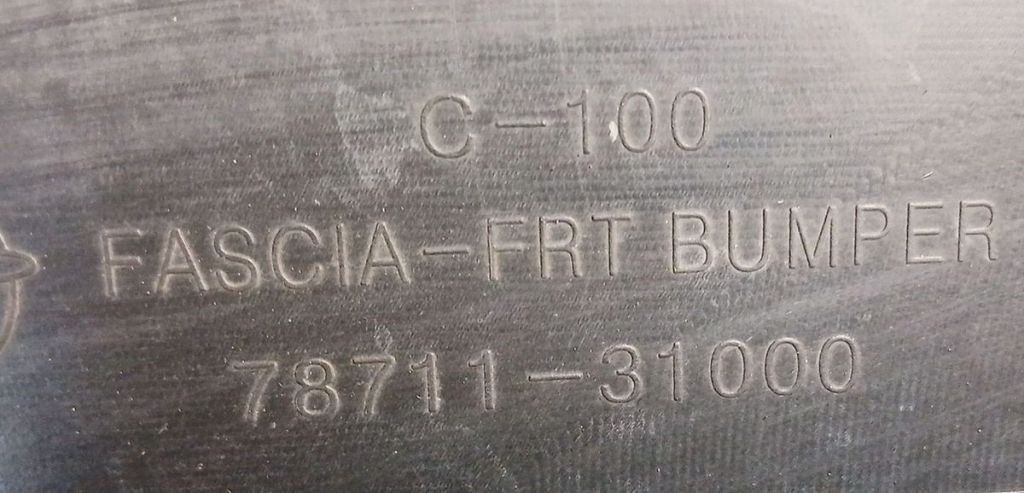 C-100
FASCIA-FRT BUMPER
78711-31000